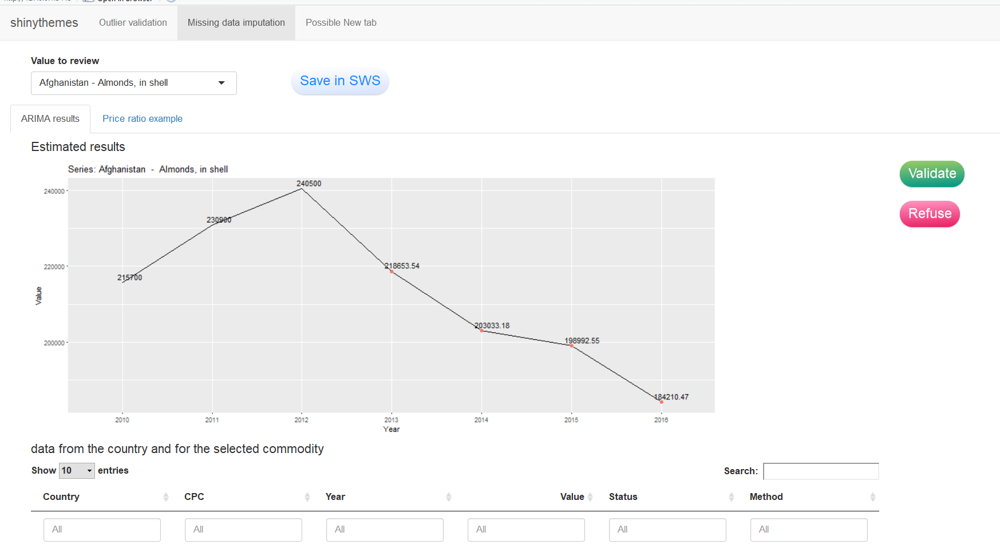 Open in Browser
shinythemes Outlier validation Missing data imputation Possible New tab
Value to review
Afghanistan - Almonds, in shell
Save in SWS
ARIMA results Price ratio example
Estimated results
Validate
Refuse
Series: Afghanistan - Almonds, in shell
240500
240000
230900
218653.54
220000
215700
Value
203033.18
198992.55
200000
184210.47
2010 2011 2012 2013 2014 2015 2016
Year
data from the country and for the selected commodity
Show 10 entries Search:
Country CPC Year Value Status Method
All All All All All All